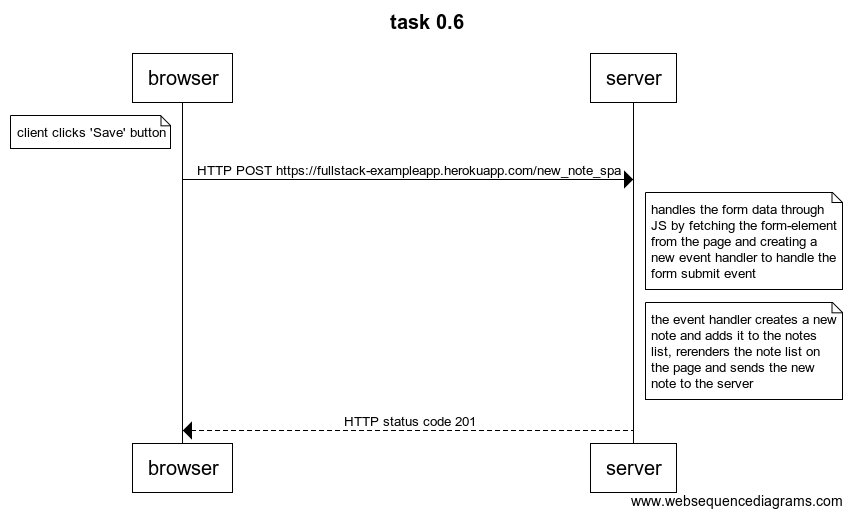 task 0.6
browser
server
client clicks 'Save' button
HTTP POST https://fullstack-exampleapp.herokuapp.com/new_note_spa
handles the form data through
JS by fetching the form-element
from the page and creating a
new event handler to handle the
form submit event
the event handler creates a new
note and adds it to the notes
list, rerenders the note list on
the page and sends the new
note to the server
HTTP status code 201
browser
server
www.websequencediagrams.com